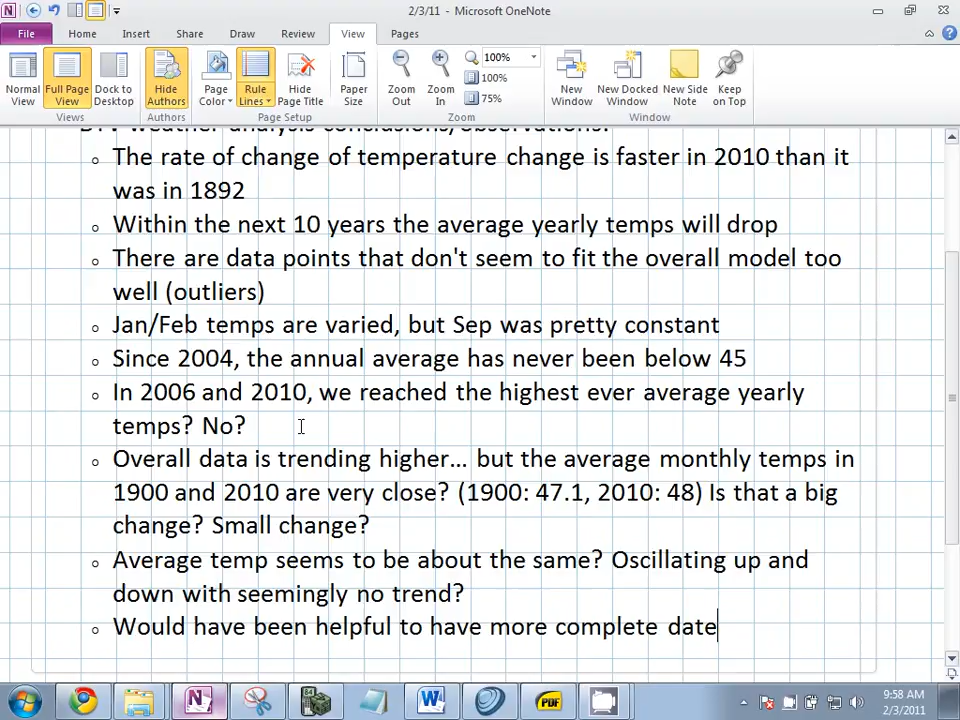 2/3/11 - Microsoft OneNote
File Home Insert Share Draw Review View Pages
Normal View
Full Page View
Dock to Desktop
Hide Authors
Page Color
Rule Lines
Hide Page Title
Paper Size
Zoom Out
Zoom In
100%
100%
75%
New Window
New Docked Window
New Side Note
Keep on Top
Views Authors Page Setup Zoom Window
BTV weather analysis conclusions/observations:
The rate of change of temperature change is faster in 2010 than it
was in 1892
Within the next 10 years the average yearly temps will drop
There are data points that don't seem to fit the overall model too
well (outliers)
Jan/Feb temps are varied, but Sep was pretty constant
Since 2004, the annual average has never been below 45
In 2006 and 2010, we reached the highest ever average yearly
temps? No?
Overall data is trending higher... but the average monthly temps in
1900 and 2010 are very close? (1900: 47.1, 2010: 48) Is that a big
change? Small change?
Average temp seems to be about the same? Oscillating up and
down with seemingly no trend?
Would have been helpful to have more complete date
PDF
9:58 AM
2/3/2011